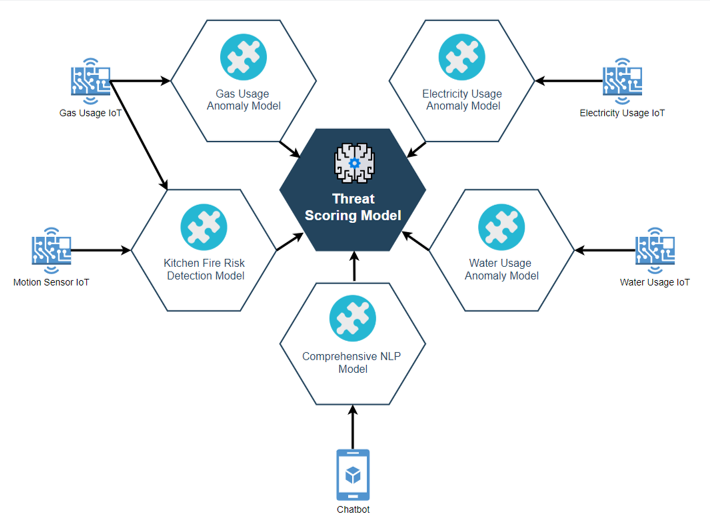 Gas Usage
Anomaly Model
Electricity Usage
Anomaly Model
Gas Usage IoT
Electricity Usage IoT
Threat
Scoring Model
Kitchen Fire Risk
Detection Model
Water Usage
Anomaly Model
Motion Sensor IoT
Water Usage IoT
Comprehensive NLP
Model
Chatbot